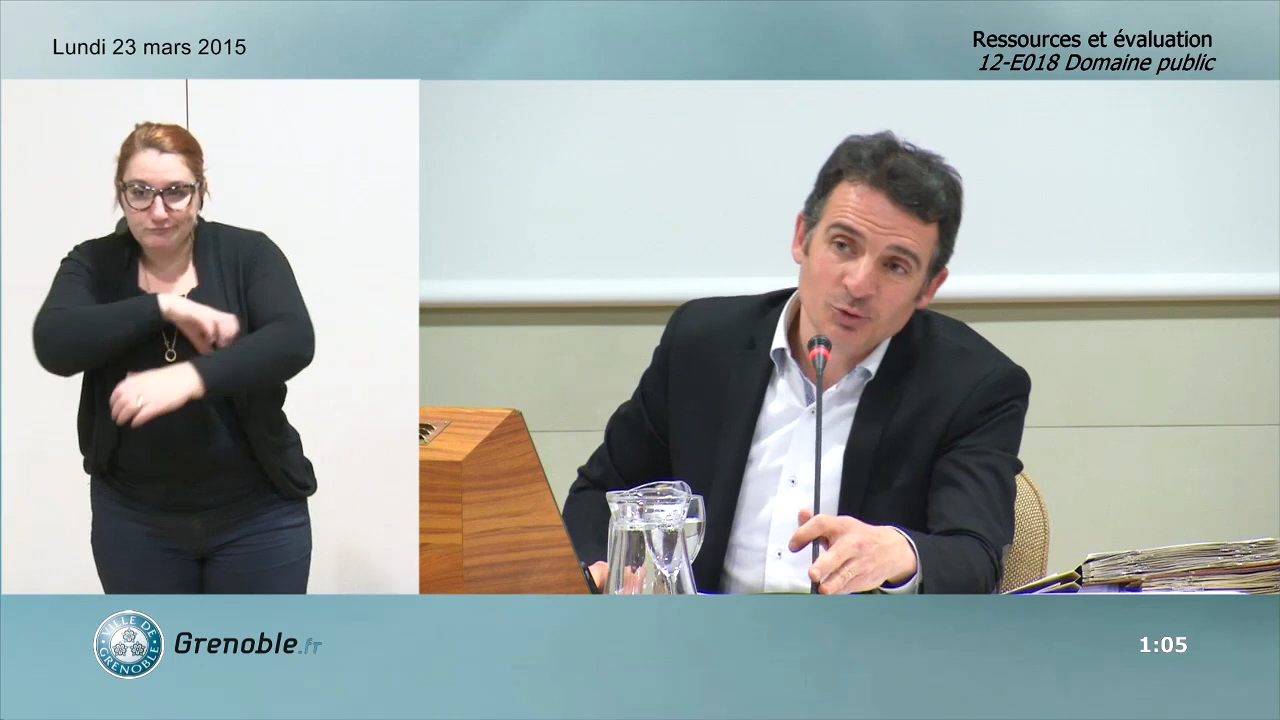 Lundi 23 mars 2015
Ressources et évaluation
12-E018 Domaine public
VILLE DE
GRENOBLE
Grenoble.fr
1:05